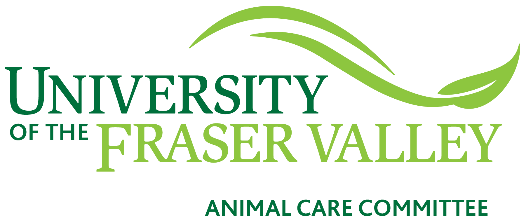 UNIVERSITY
OF THE FRASER VALLEY
ANIMAL CARE COMMITTEE